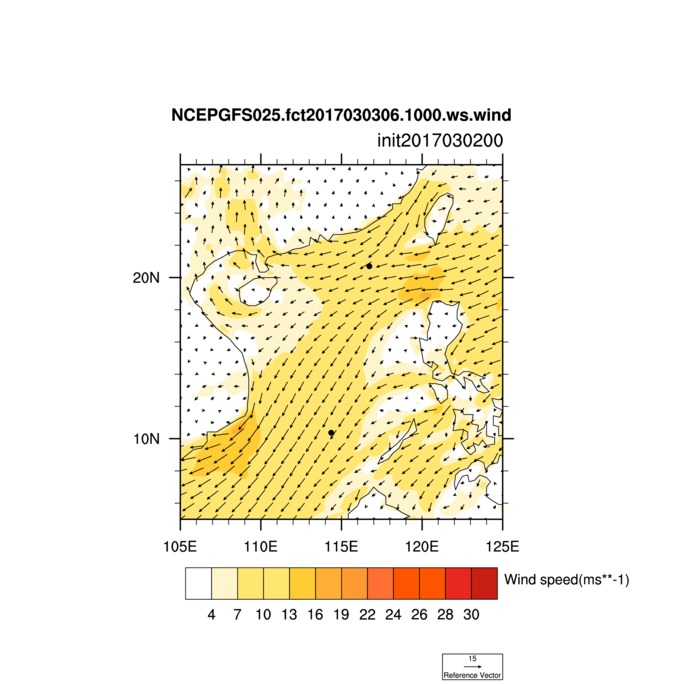 NCEPGFS025.fct2017030306.1000.ws.wind
init2017030200
20N
10N
105E 110E 115E 120E 125E
Wind speed(ms**-1)
4 7 10 13 16 19 22 24 26 28 30
15
Reference Vector